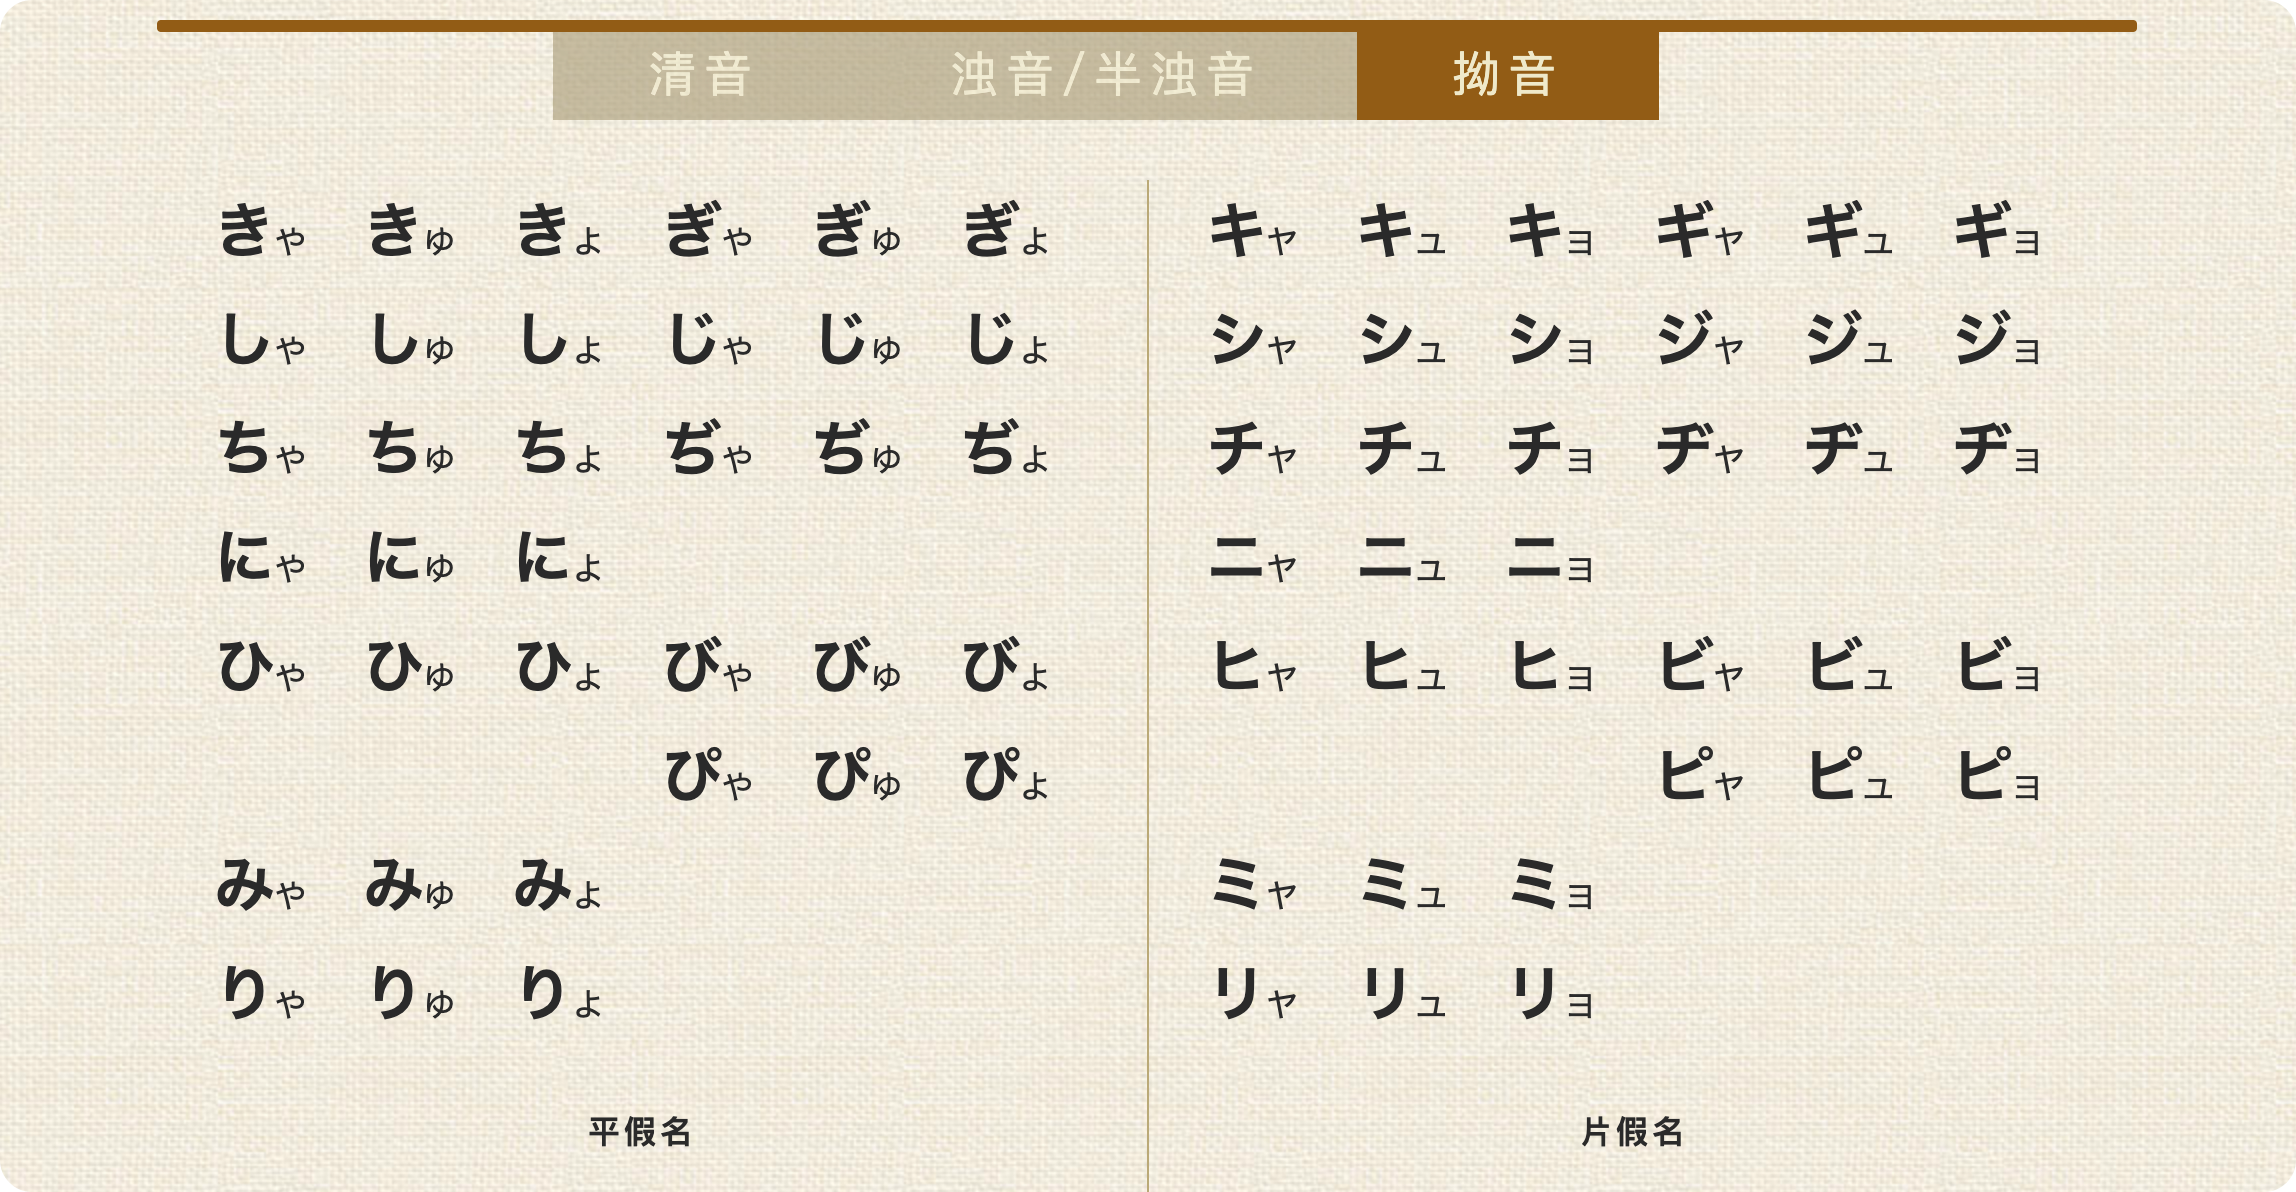 清音 浊音/半浊音 拗音
きゃ きゅ きょ ぎゃ ぎゅ ぎょ
しゃ しゅ しょ じゃ じゅ じょ
ちゃ ちゅ ちょ ぢゃ ぢゅ ぢょ
にゃ にゅ にょ
ひゃ ひゅ ひょ びゃ びゅ びょ
ぴゃ ぴゅ ぴょ
みゃ みゅ みょ
りゃ りゅ りょ
平假名
キャ キュ キョ ギャ ギュ ギョ
シャ シュ ショ ジャ ジュ ジョ
チャ チュ チョ ヂャ ヂュ ヂョ
ニャ ニュ ニョ
ヒャ ヒュ ヒョ ビャ ビュ ビョ
ピャ ピュ ピョ
ミャ ミュ ミョ
リャ リュ リョ
片假名